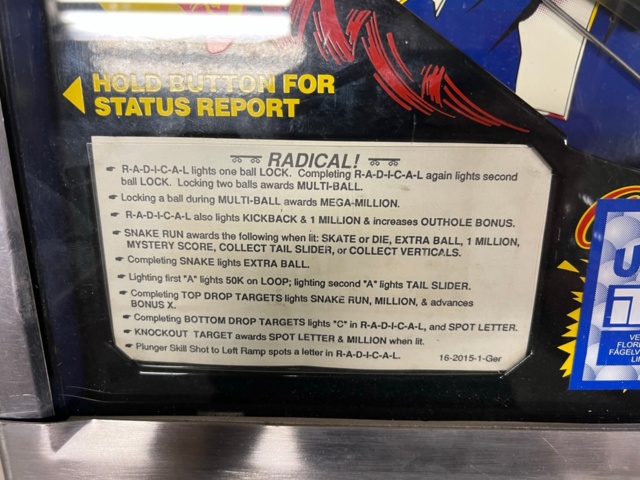 HOLD BUTTON FOR
STATUS REPORT
RADICAL!
R-A-D-I-C-A-L lights one ball LOCK. Completing R-A-D-I-C-A-L again lights second
ball LOCK. Locking two balls awards MULTI-BALL.
Locking a ball during MULTI-BALL awards MEGA-MILLION.
R-A-D-I-C-A-L also lights KICKBACK & 1 MILLION & increases OUTHOLE BONUS.
SNAKE RUN awards the following when lit: SKATE or DIE, EXTRA BALL, 1 MILLION,
MYSTERY SCORE, COLLECT TAIL SLIDER, or COLLECT VERTICALS.
Completing SNAKE lights EXTRA BALL.
Lighting first "A" lights 50K on LOOP; lighting second "A" lights TAIL SLIDER.
Completing TOP DROP TARGETS lights SNAKE RUN, MILLION, & advances
BONUS X.
Completing BOTTOM DROP TARGETS lights "C" in R-A-D-I-C-A-L, and SPOT LETTER.
KNOCKOUT TARGET awards SPOT LETTER & MILLION when lit.
Plunger Skill Shot to Left Ramp spots a letter in R-A-D-I-C-A-L.
16-2015-1-Ger
U
VE
FLOR
FÅGELV
LI